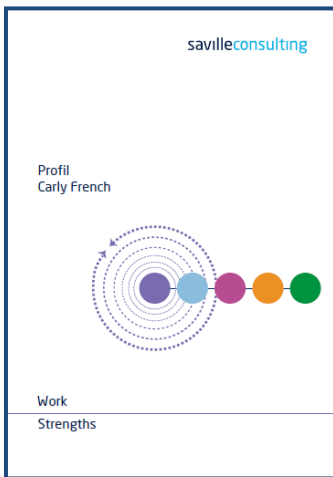 savilleconsulting
Profil
Carly French
Work
Strengths